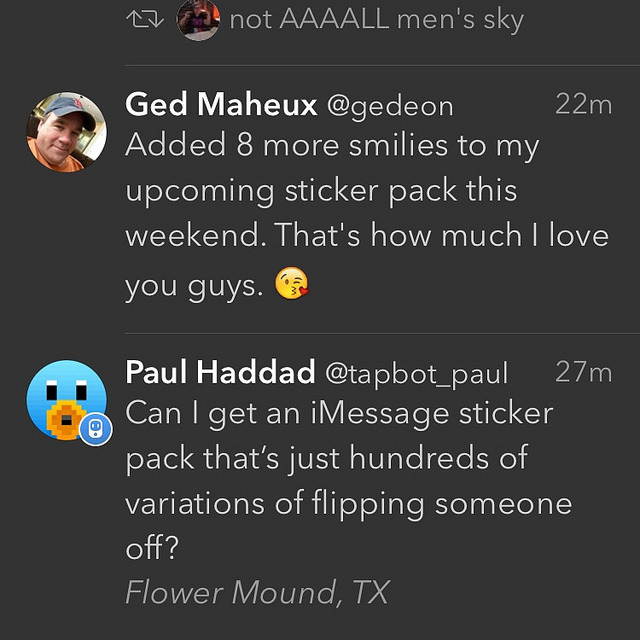 not AAAALL men's sky
Ged Maheux @gedeon 22m
Added 8 more smilies to my
upcoming sticker pack this
weekend. That's how much I love
you guys. 😘
Paul Haddad @tapbot_paul 27m
Can I get an iMessage sticker
pack that’s just hundreds of
variations of flipping someone
off?
Flower Mound, TX